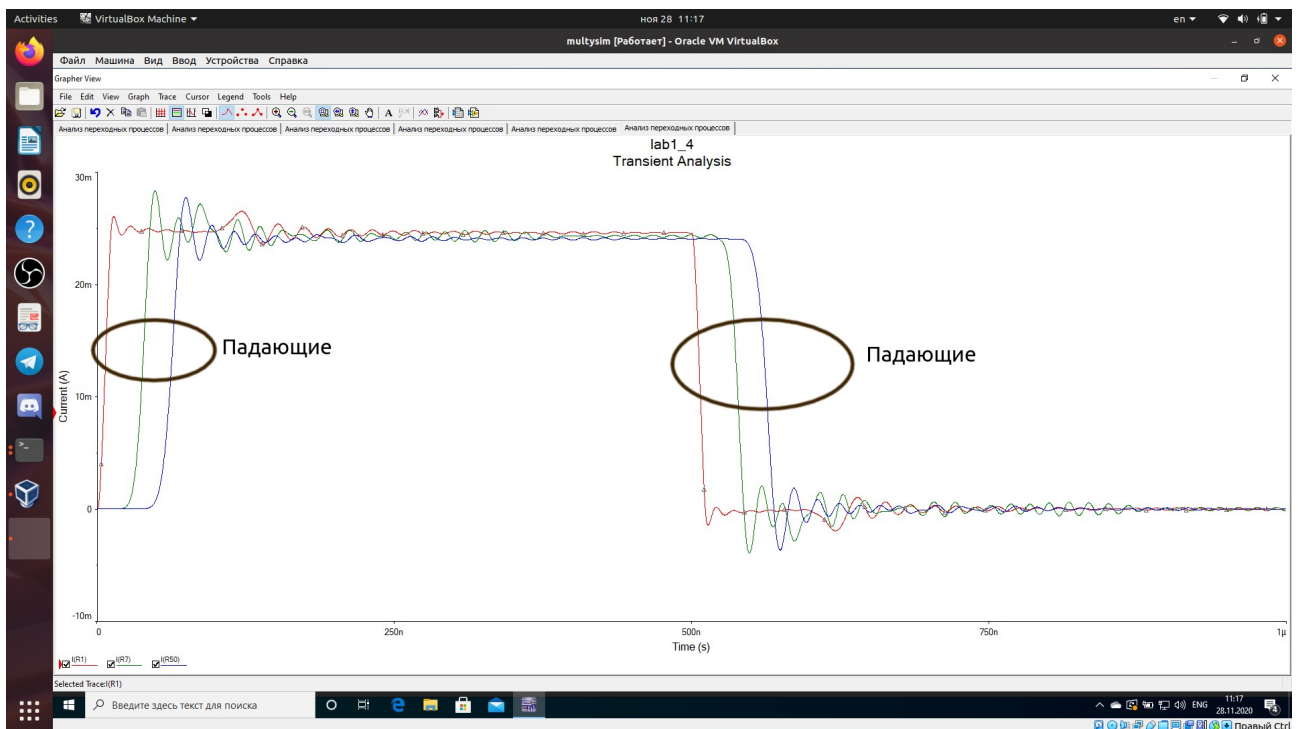 Activities
VirtualBox Machine
ноя 28 11:17
en
multysim [Работает] - Oracle VM VirtualBox
Файл Машина Вид Ввод Устройства Справка
Grapher View
File Edit View Graph Trace Cursor Legend Tools Help
Анализ переходных процессов Анализ переходных процессов Анализ переходных процессов Анализ переходных процессов Анализ переходных процессов Анализ переходных процессов
lab1_4
Transient Analysis
30m
20m
Падающие
Падающие
Current (A)
10m
0
-10m
0
250n
500n
750n
1µ
Time (s)
I(R1) I(R7) I(R50)
Selected Trace:I(R1)
Введите здесь текст для поиска
ENG
11:17
28.11.2020
4
Правый Ctrl